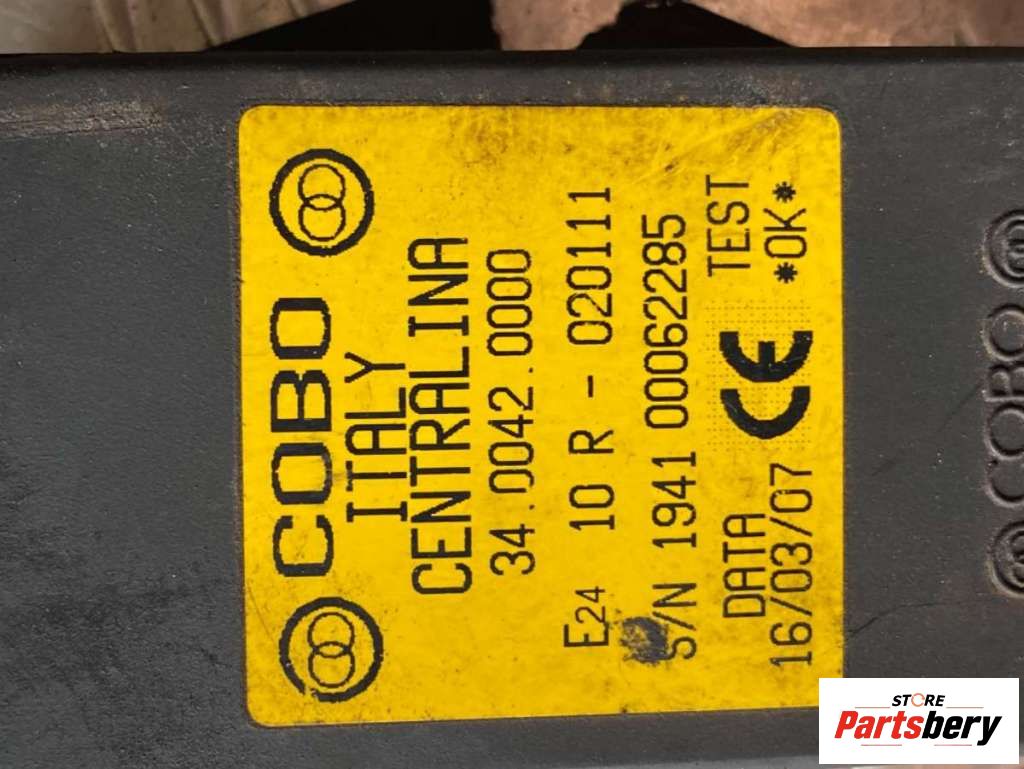 COBO
ITALY
CENTRALINA
34.0042.0000
E24 10 R - 020111
S/N 1941 00062285
DATA CE TEST
16/03/07 *OK*
COBO
STORE
Partsbery